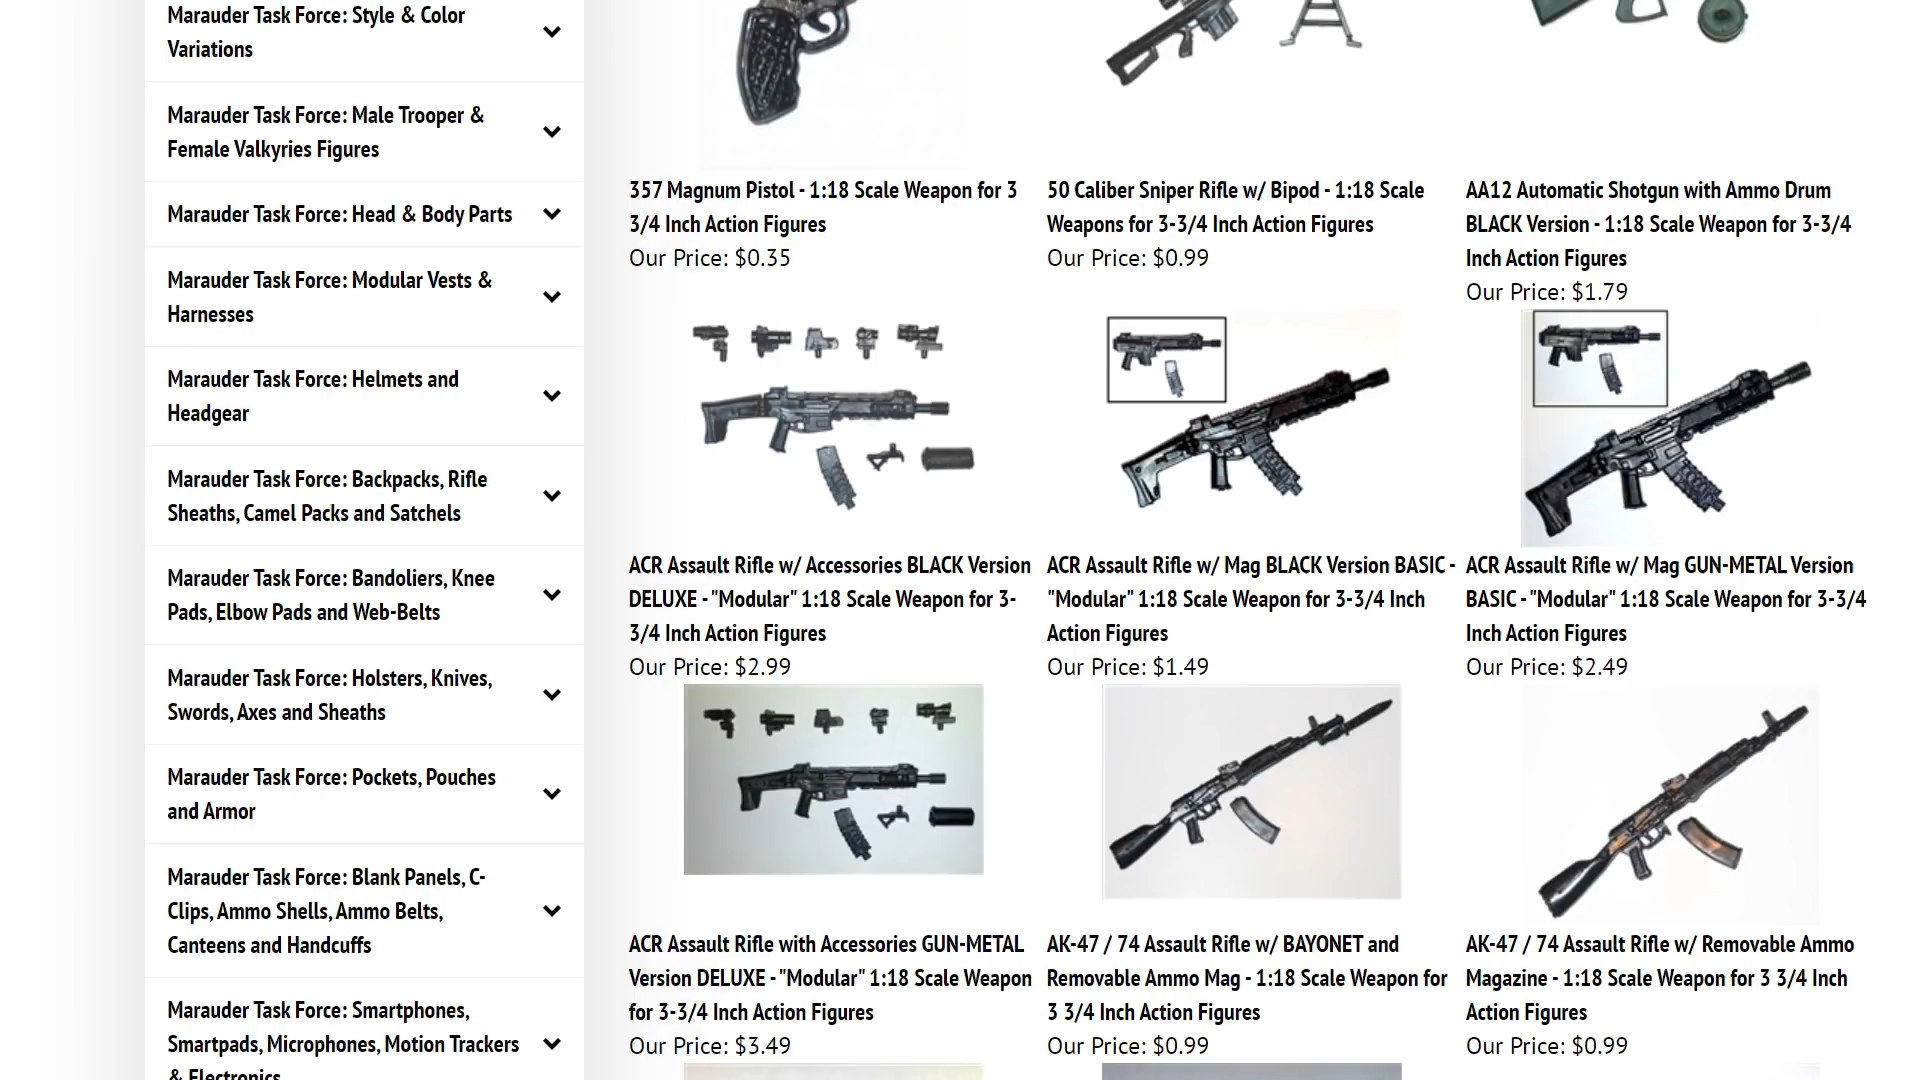 Marauder Task Force: Style & Color
Variations
Marauder Task Force: Male Trooper &
Female Valkyries Figures
Marauder Task Force: Head & Body Parts
Marauder Task Force: Modular Vests &
Harnesses
Marauder Task Force: Helmets and
Headgear
Marauder Task Force: Backpacks, Rifle
Sheaths, Camel Packs and Satchels
Marauder Task Force: Bandoliers, Knee
Pads, Elbow Pads and Web-Belts
Marauder Task Force: Holsters, Knives,
Swords, Axes and Sheaths
Marauder Task Force: Pockets, Pouches
and Armor
Marauder Task Force: Blank Panels, C-
Clips, Ammo Shells, Ammo Belts,
Canteens and Handcuffs
Marauder Task Force: Smartphones,
Smartpads, Microphones, Motion Trackers
& Electronics
357 Magnum Pistol - 1:18 Scale Weapon for 3
3/4 Inch Action Figures
Our Price: $0.35
50 Caliber Sniper Rifle w/ Bipod - 1:18 Scale
Weapons for 3-3/4 Inch Action Figures
Our Price: $0.99
AA12 Automatic Shotgun with Ammo Drum
BLACK Version - 1:18 Scale Weapon for 3-3/4
Inch Action Figures
Our Price: $1.79
ACR Assault Rifle w/ Accessories BLACK Version
DELUXE - "Modular" 1:18 Scale Weapon for 3-
3/4 Inch Action Figures
Our Price: $2.99
ACR Assault Rifle w/ Mag BLACK Version BASIC -
"Modular" 1:18 Scale Weapon for 3-3/4 Inch
Action Figures
Our Price: $1.49
ACR Assault Rifle w/ Mag GUN-METAL Version
BASIC - "Modular" 1:18 Scale Weapon for 3-3/4
Inch Action Figures
Our Price: $2.49
ACR Assault Rifle with Accessories GUN-METAL
Version DELUXE - "Modular" 1:18 Scale Weapon
for 3-3/4 Inch Action Figures
Our Price: $3.49
AK-47 / 74 Assault Rifle w/ BAYONET and
Removable Ammo Mag - 1:18 Scale Weapon for
3 3/4 Inch Action Figures
Our Price: $0.99
AK-47 / 74 Assault Rifle w/ Removable Ammo
Magazine - 1:18 Scale Weapon for 3 3/4 Inch
Action Figures
Our Price: $0.99